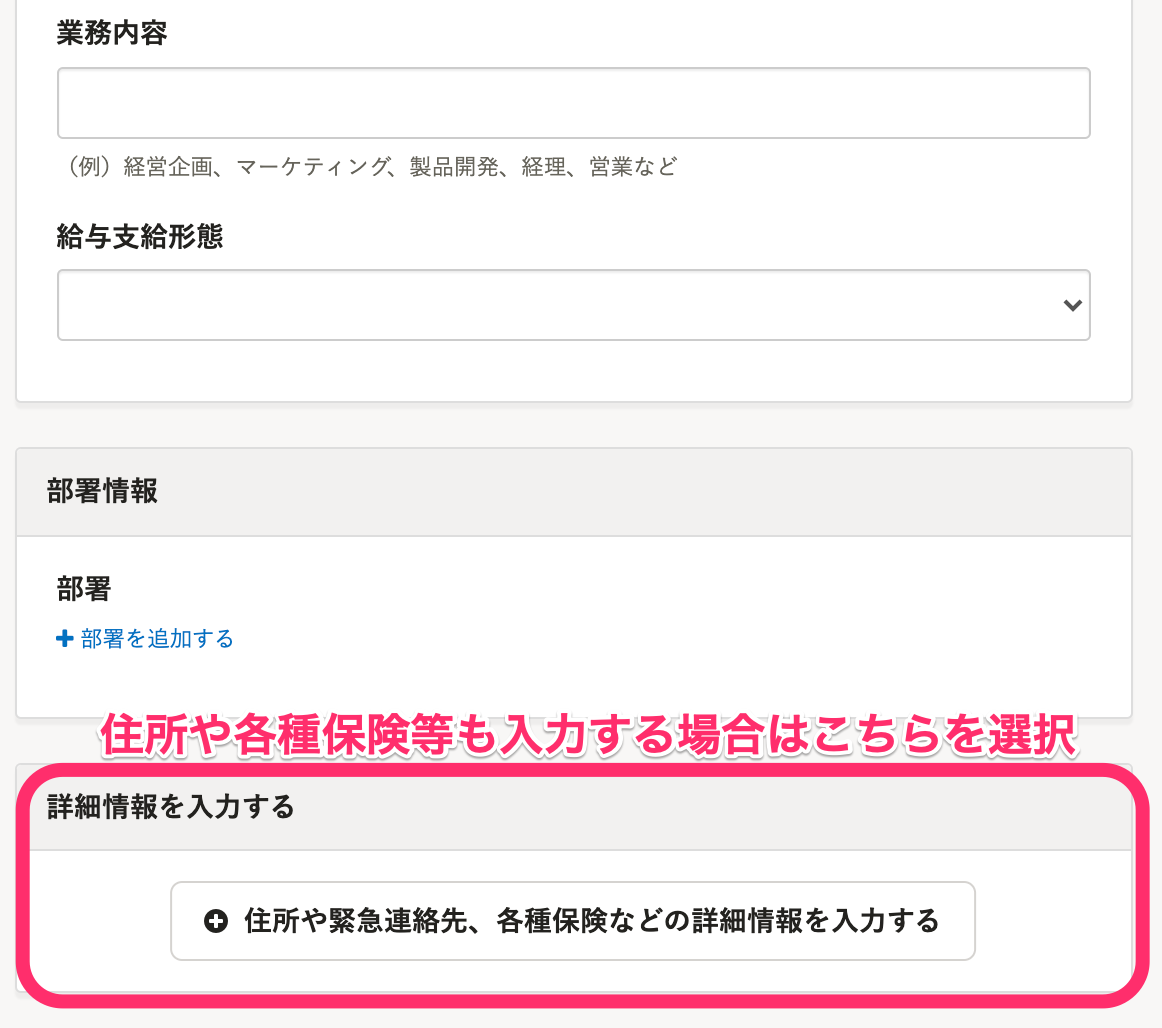 業務内容
（例）経営企画、マーケティング、製品開発、経理、営業など
給与支給形態
部署情報
部署
部署を追加する
住所や各種保険等も入力する場合はこちらを選択
詳細情報を入力する
住所や緊急連絡先、各種保険などの詳細情報を入力する